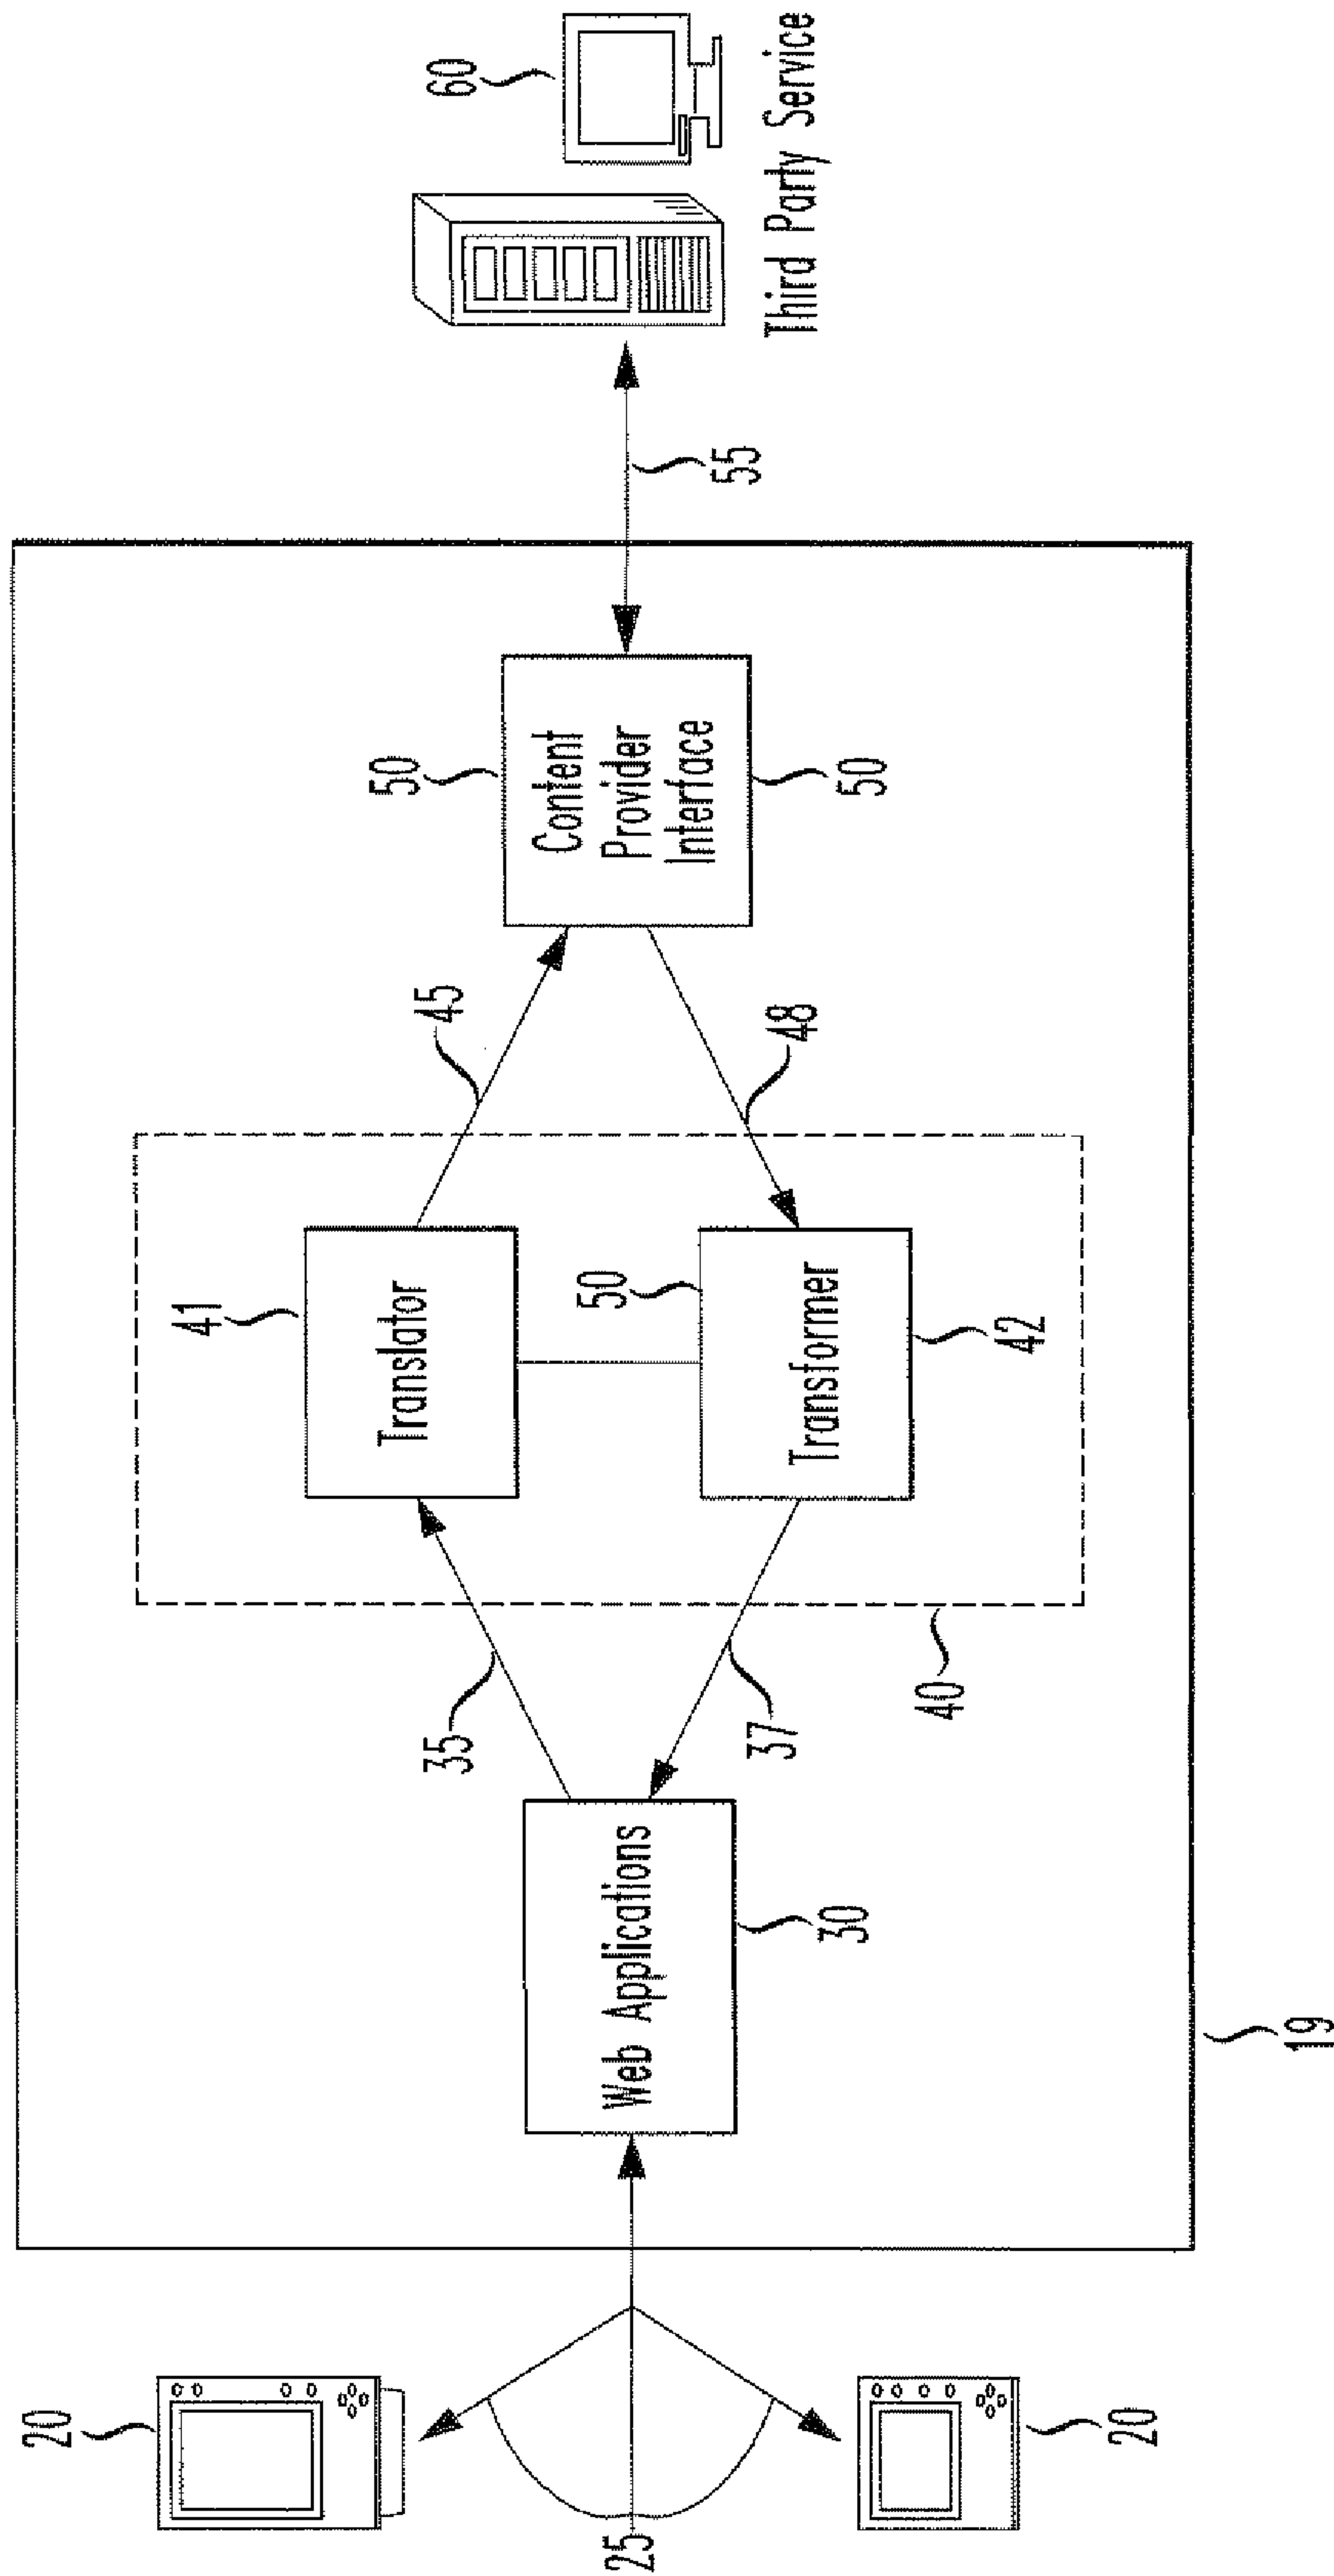 20
25
20
19
Web Applications
30
35
37
40
41
Translator
50
Transformer
42
45
48
50
Content
Provider
Interface
50
55
60
Third Party Service